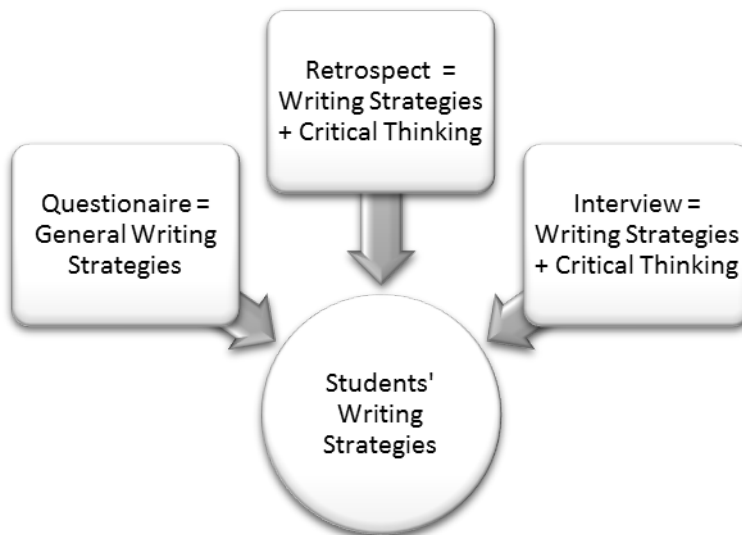 Retrospect =
Writing Strategies
+ Critical Thinking
Questionaire =
General Writing
Strategies
Interview =
Writing Strategies
+ Critical Thinking
Students'
Writing
Strategies